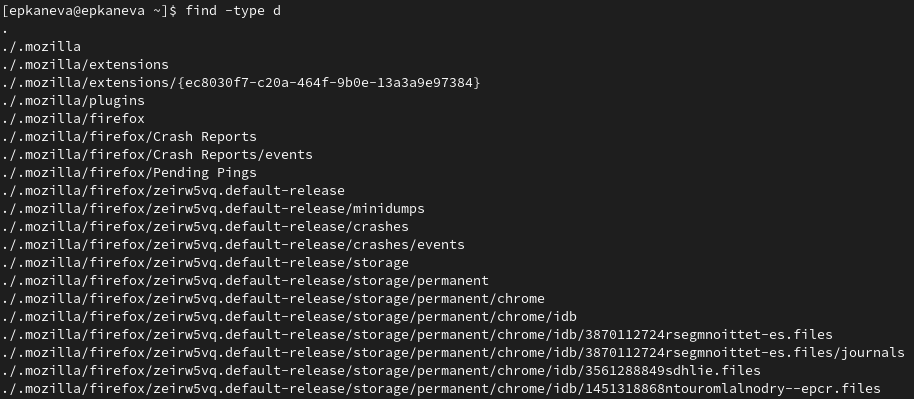 [epkaneva@epkaneva ~]$ find -type d
.
./.mozilla
./.mozilla/extensions
./.mozilla/extensions/{ec8030f7-c20a-464f-9b0e-13a3a9e97384}
./.mozilla/plugins
./.mozilla/firefox
./.mozilla/firefox/Crash Reports
./.mozilla/firefox/Crash Reports/events
./.mozilla/firefox/Pending Pings
./.mozilla/firefox/zeirw5vq.default-release
./.mozilla/firefox/zeirw5vq.default-release/minidumps
./.mozilla/firefox/zeirw5vq.default-release/crashes
./.mozilla/firefox/zeirw5vq.default-release/crashes/events
./.mozilla/firefox/zeirw5vq.default-release/storage
./.mozilla/firefox/zeirw5vq.default-release/storage/permanent
./.mozilla/firefox/zeirw5vq.default-release/storage/permanent/chrome
./.mozilla/firefox/zeirw5vq.default-release/storage/permanent/chrome/idb
./.mozilla/firefox/zeirw5vq.default-release/storage/permanent/chrome/idb/3870112724rsegmnoittet-es.files
./.mozilla/firefox/zeirw5vq.default-release/storage/permanent/chrome/idb/3870112724rsegmnoittet-es.files/journals
./.mozilla/firefox/zeirw5vq.default-release/storage/permanent/chrome/idb/3561288849sdhlie.files
./.mozilla/firefox/zeirw5vq.default-release/storage/permanent/chrome/idb/1451318868ntouromlalnodry--epcr.files